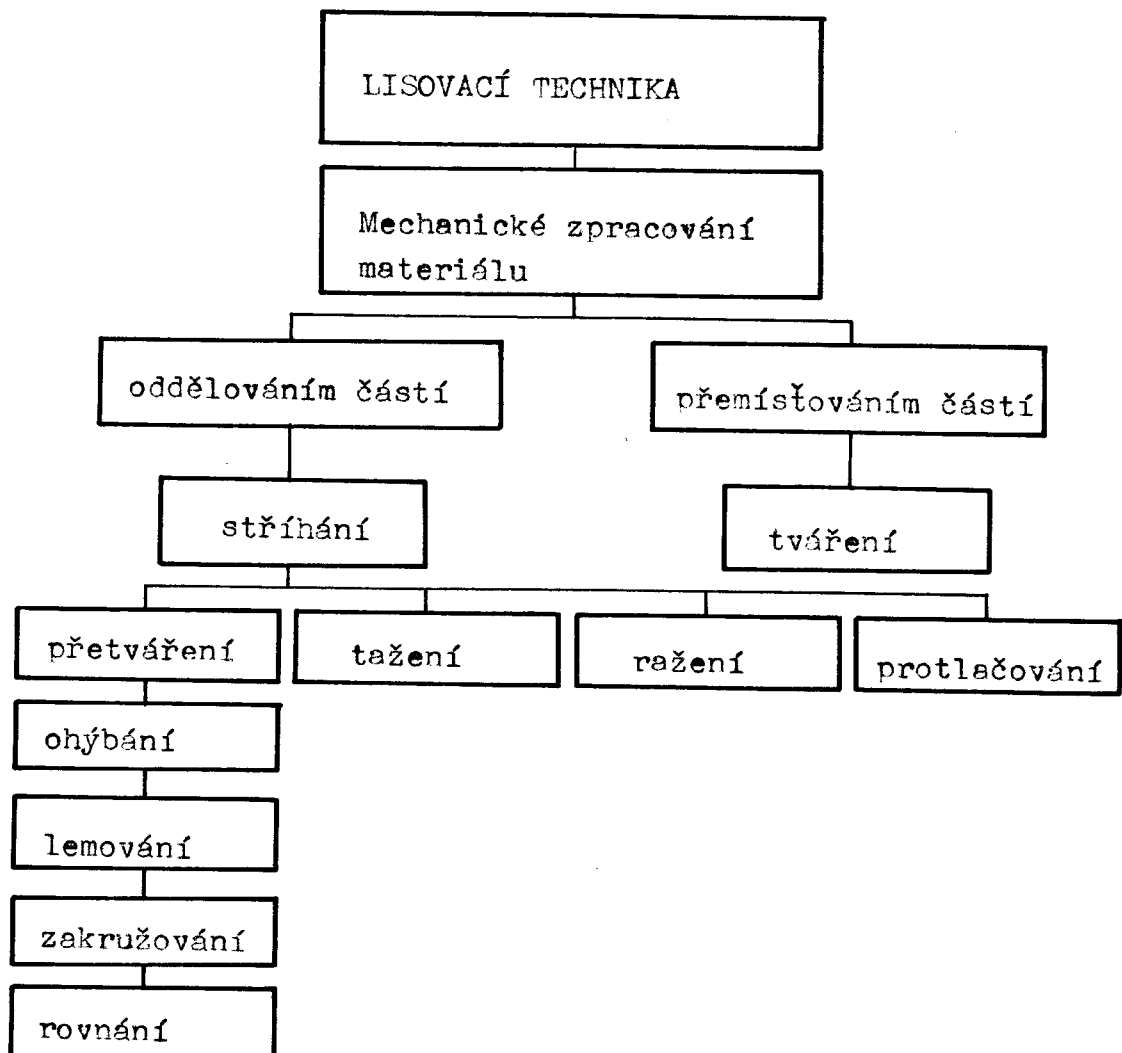 LISOVACÍ TECHNIKA
Mechanické zpracování
materiálu
oddělováním částí
přemísťováním částí
stříhání
tváření
přetváření
tažení
ražení
protlačování
ohýbání
lemování
zakružování
rovnání